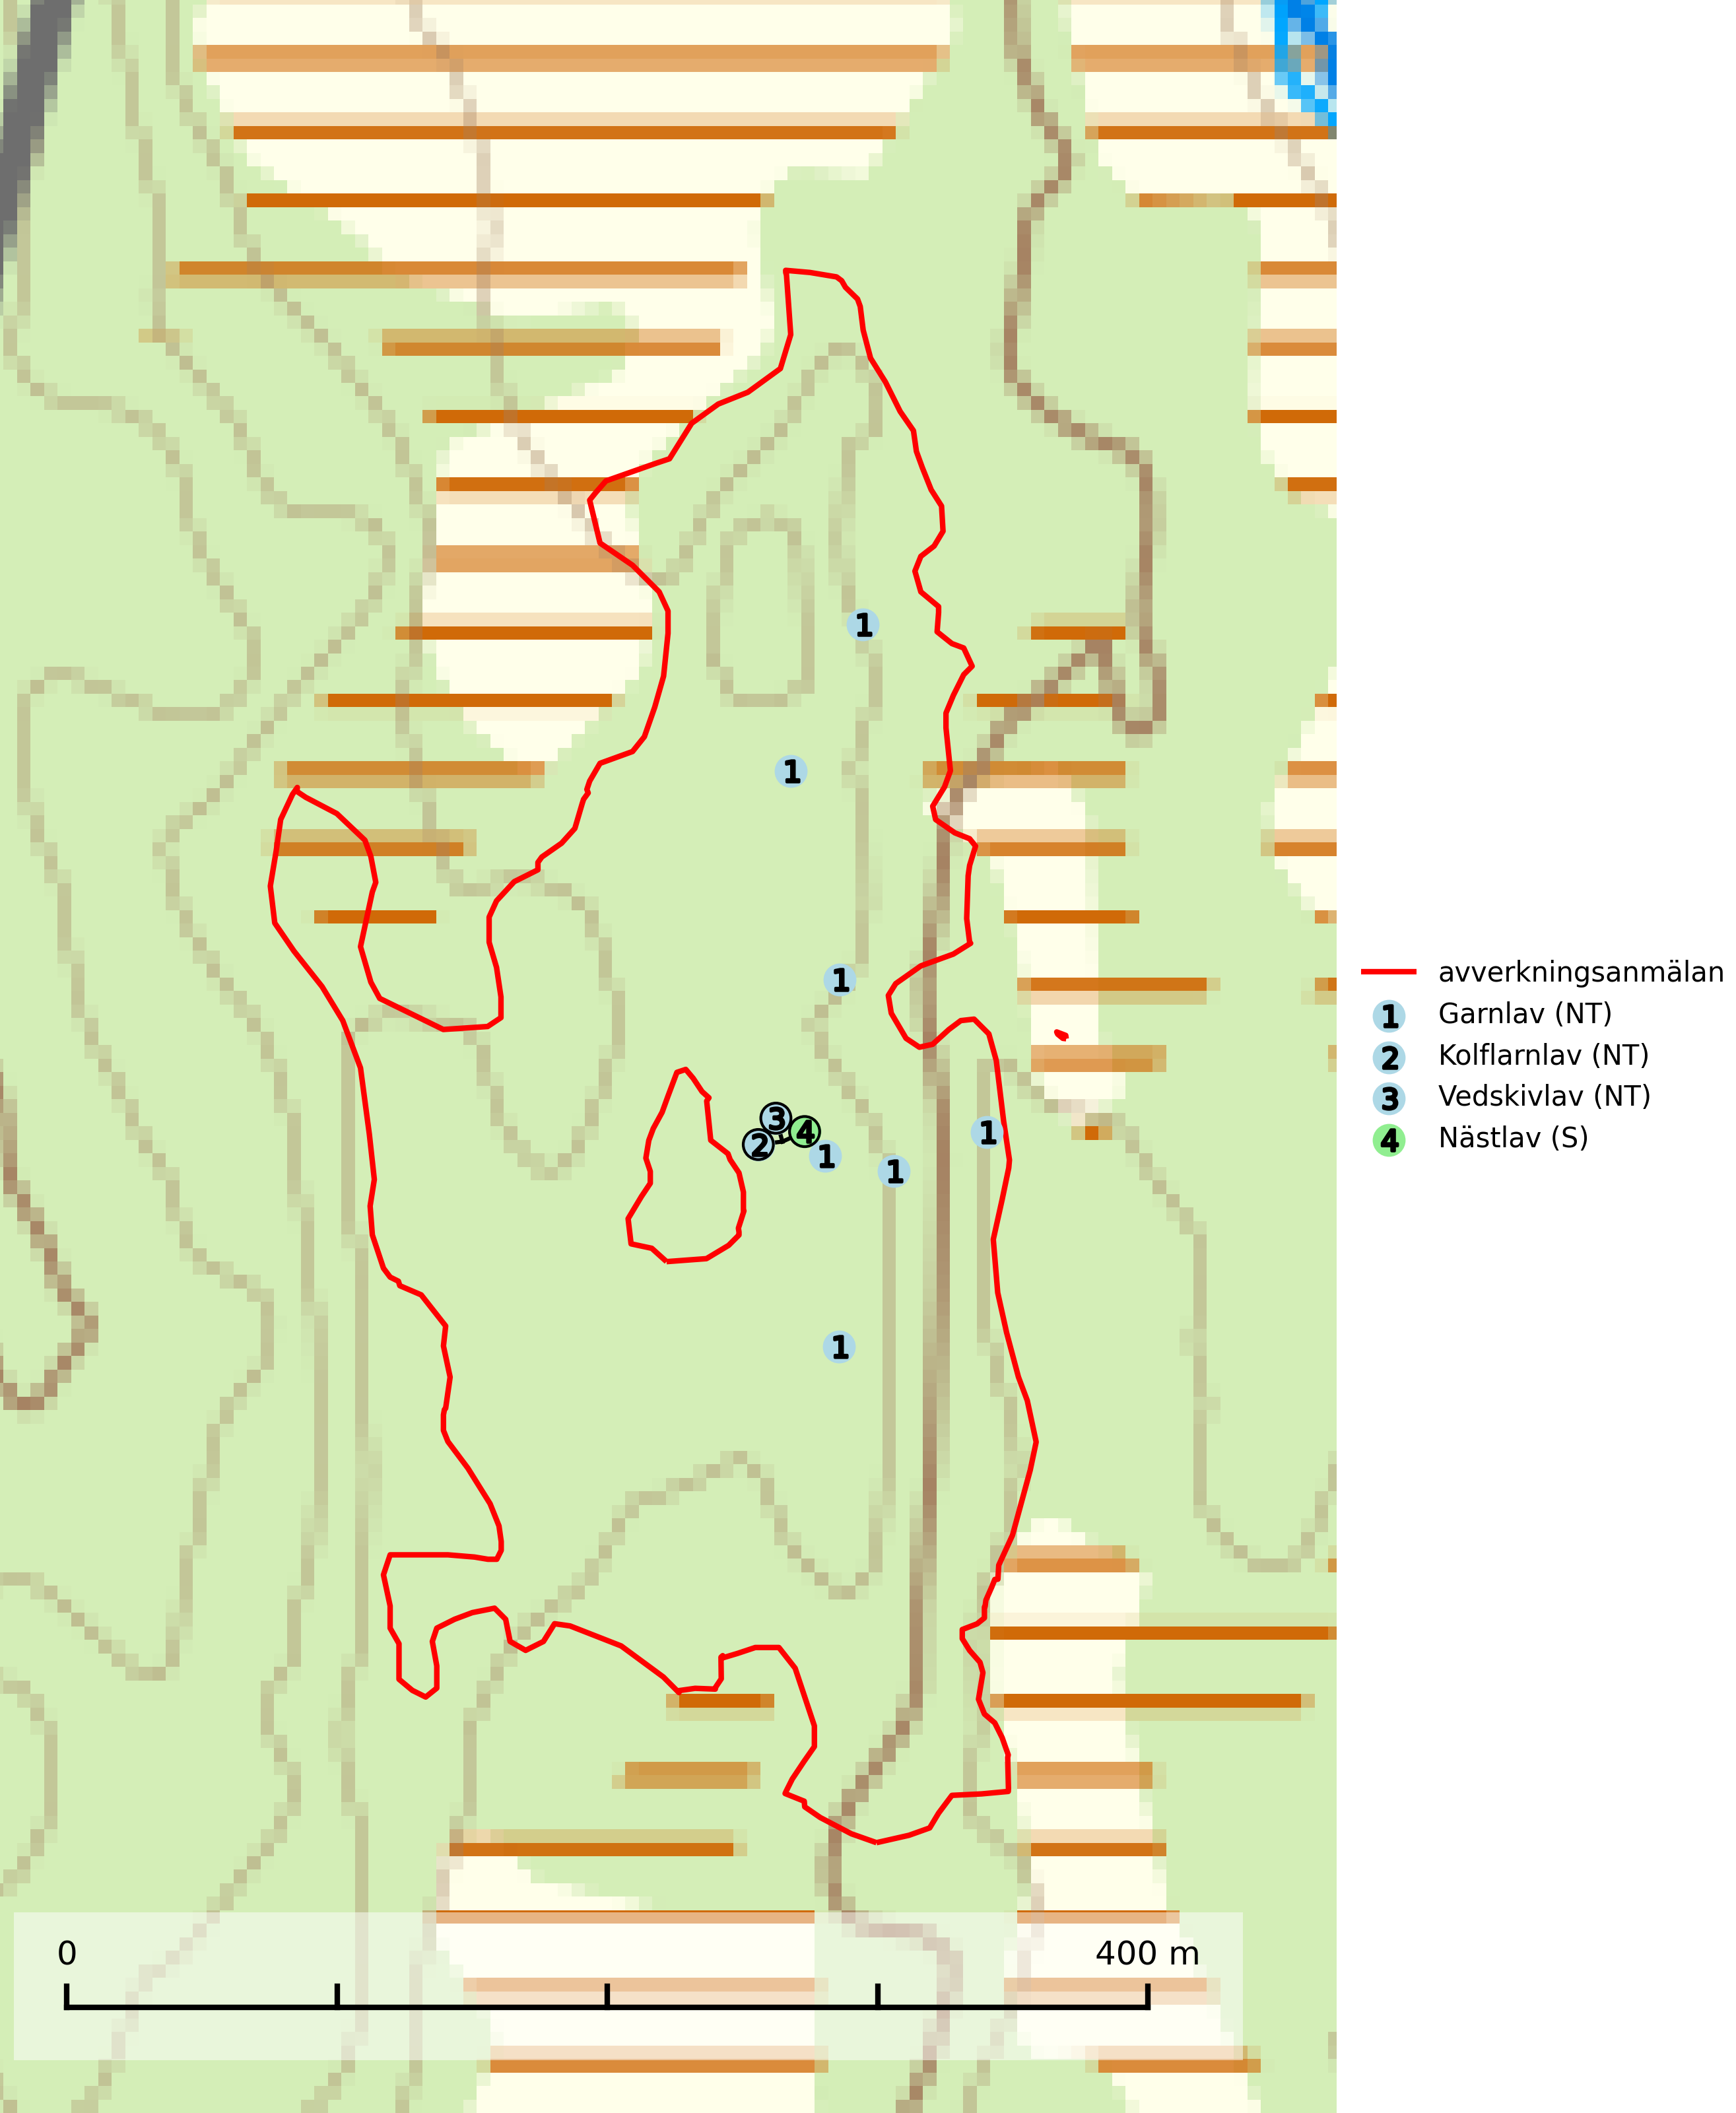 1
1
1
3
4
2
1
1
1
1
avverkningsanmälan
1 Garnlav (NT)
2 Kolflarnlav (NT)
3 Vedskivlav (NT)
4 Nästlav (S)
0
400 m